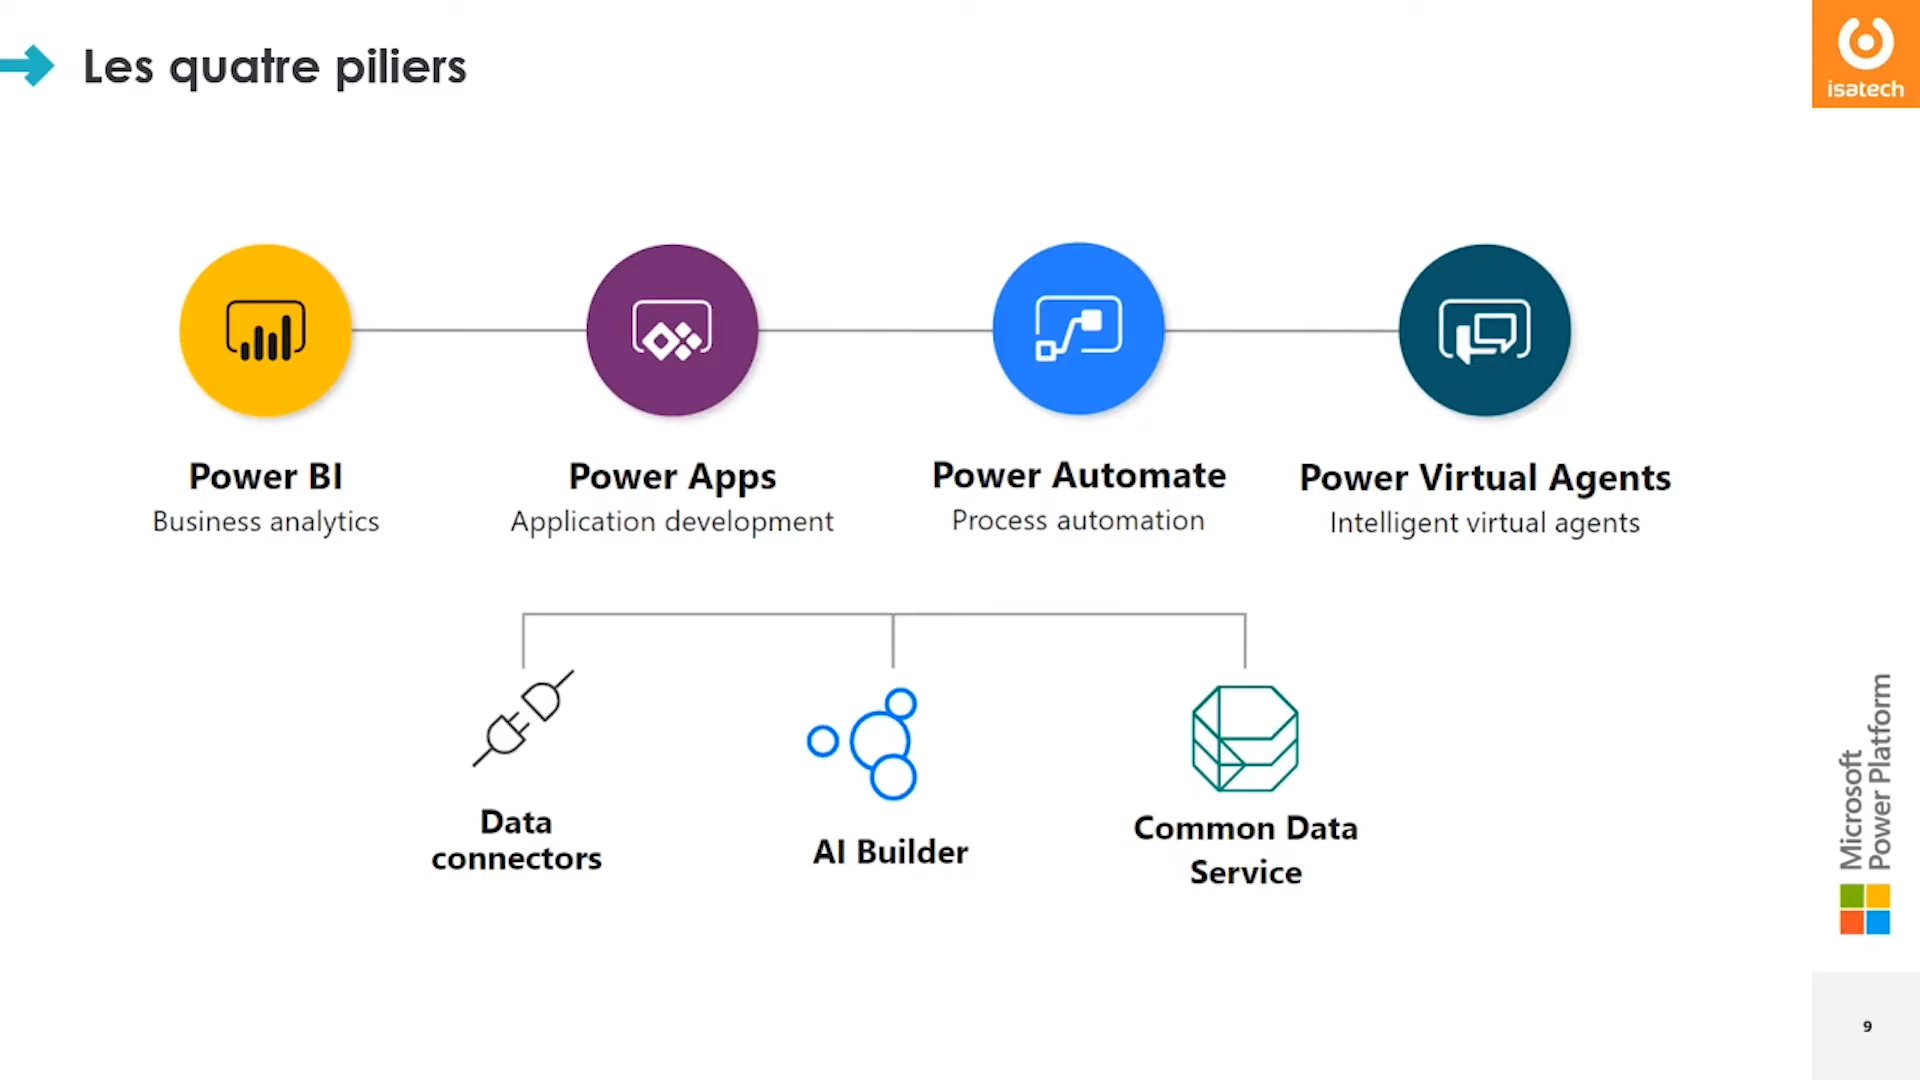 Les quatre piliers
isatech
Power BI
Business analytics
Power Apps
Application development
Power Automate
Process automation
Power Virtual Agents
Intelligent virtual agents
Data
connectors
AI Builder
Common Data
Service
Microsoft
Power Platform
9